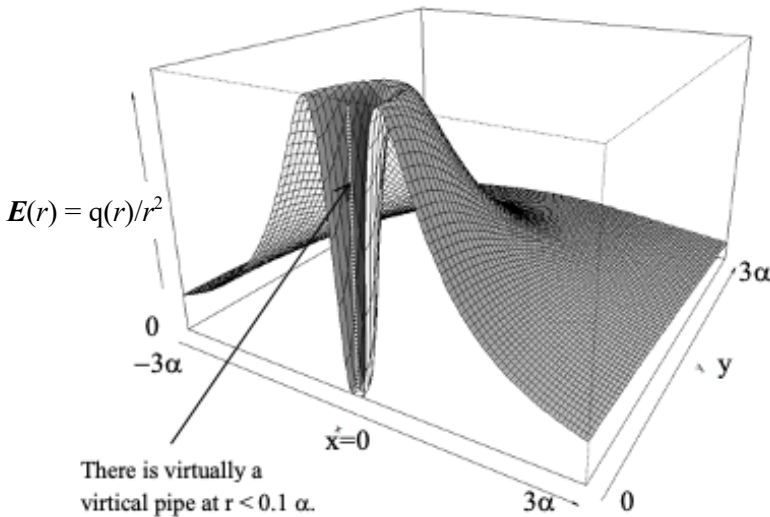 E(r) = q(r)/r²
0
−3α
x=0
3α
0
y
3α
There is virtually a
virtical pipe at r < 0.1 α.